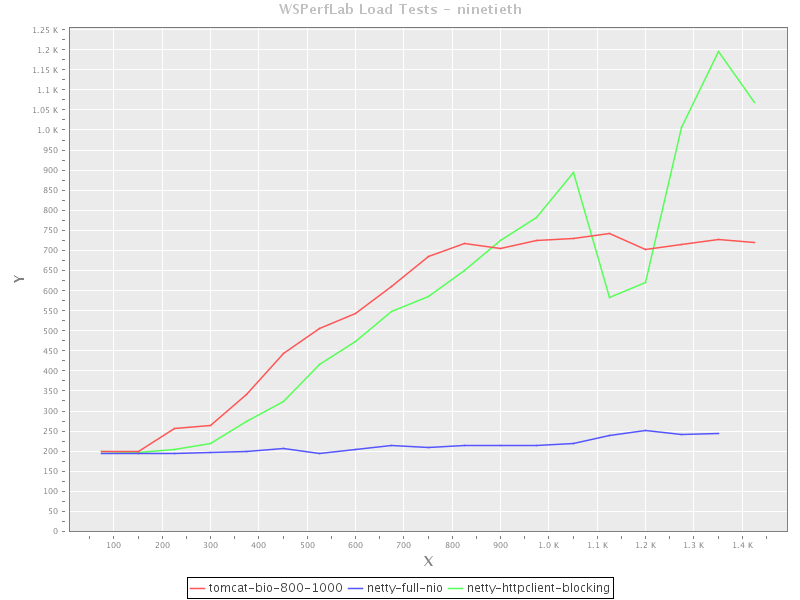 WSPerfLab Load Tests - ninetieth
1.25 K
1.2 K
1.15 K
1.1 K
1.05 K
1.0 K
950
900
850
800
750
700
650
600
550
500
450
400
350
300
250
200
150
100
50
0
Y
100 200 300 400 500 600 700 800 900 1.0 K 1.1 K 1.2 K 1.3 K 1.4 K
X
tomcat-bio-800-1000 netty-full-nio netty-httpclient-blocking